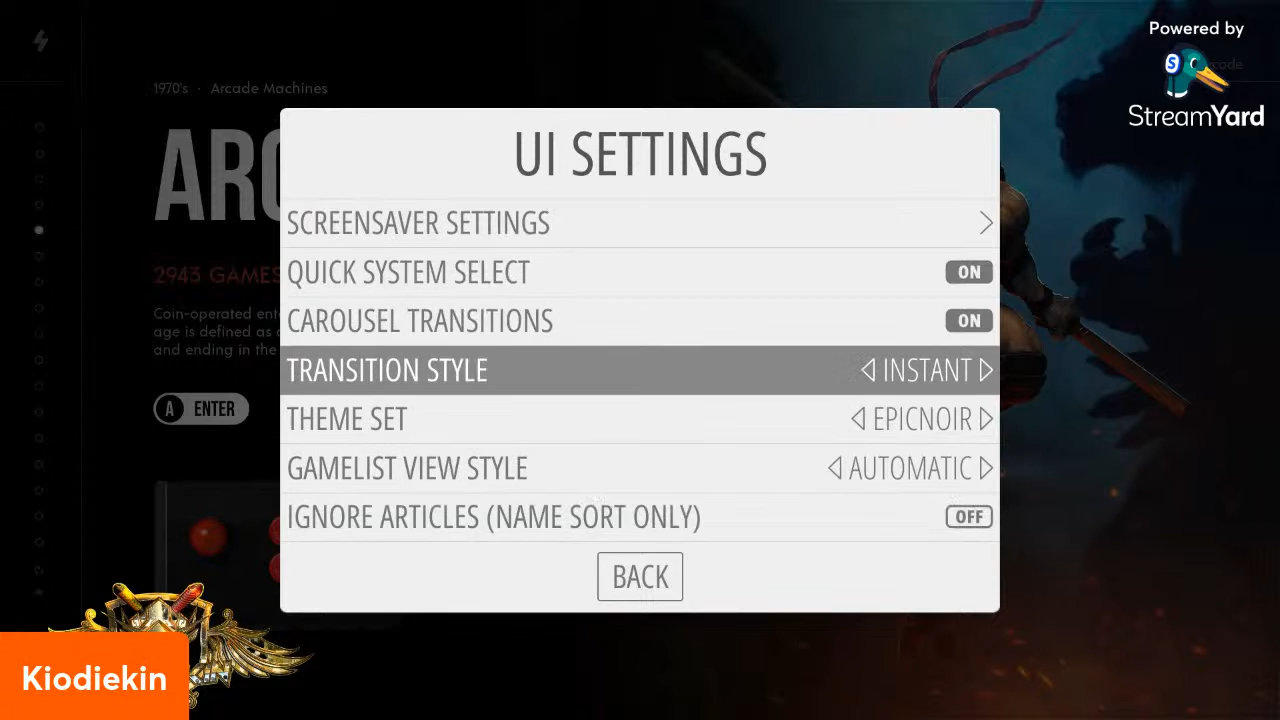 Powered by
StreamYard
1970's · Arcade Machines
ARC
2943 GAMES
Coin-operated
age is defined as
and ending in the
A ENTER
UI SETTINGS
SCREENSAVER SETTINGS
QUICK SYSTEM SELECT ON
CAROUSEL TRANSITIONS ON
TRANSITION STYLE INSTANT
THEME SET EPICNOIR
GAMELIST VIEW STYLE AUTOMATIC
IGNORE ARTICLES (NAME SORT ONLY) OFF
BACK
Kiodiekin